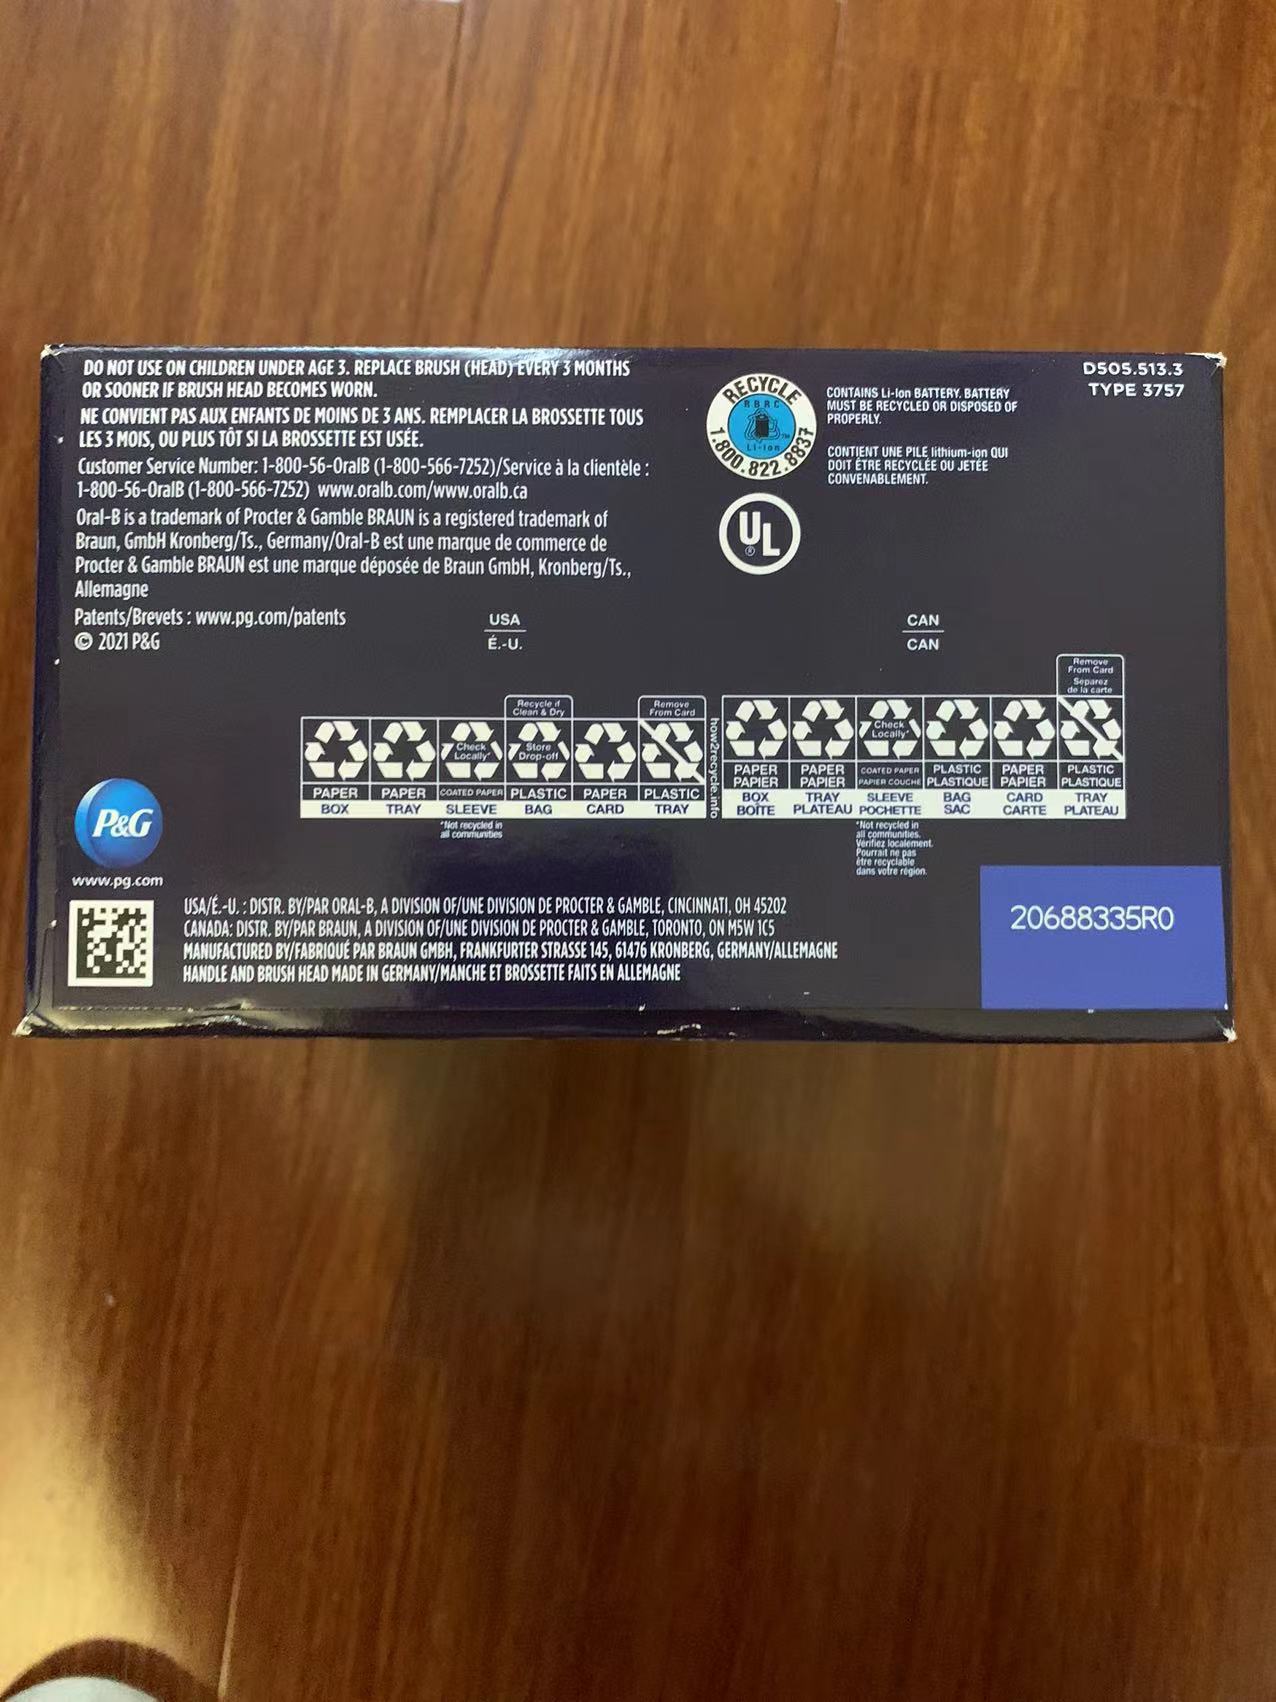 DO NOT USE ON CHILDREN UNDER AGE 3. REPLACE BRUSH (HEAD) EVERY 3 MONTHS
OR SOONER IF BRUSH HEAD BECOMES WORN.
NE CONVIENT PAS AUX ENFANTS DE MOINS DE 3 ANS. REMPLACER LA BROSSETTE TOUS
LES 3 MOIS, OU PLUS TÔT SI LA BROSSETTE EST USÉE.
Customer Service Number: 1-800-56-OralB (1-800-566-7252)/Service à la clientèle :
1-800-56-OralB (1-800-566-7252) www.oralb.com/www.oralb.ca
Oral-B is a trademark of Procter & Gamble BRAUN is a registered trademark of
Braun, GmbH Kronberg/Ts., Germany/Oral-B est une marque de commerce de
Procter & Gamble BRAUN est une marque déposée de Braun GmbH, Kronberg/Ts.,
Allemagne
Patents/Brevets : www.pg.com/patents
© 2021 P&G
RECYCLE
RBRC
Li-ion
TM
1.800.822.8837
CONTAINS Li-Ion BATTERY. BATTERY
MUST BE RECYCLED OR DISPOSED OF
PROPERLY.
CONTIENT UNE PILE lithium-ion QUI
DOIT ÊTRE RECYCLÉE OU JETÉE
CONVENABLEMENT.
D505.513.3
TYPE 3757
UL
®
USA
É.-U.
CAN
CAN
Recycle if
Clean & Dry
Remove
From Card
Check
Locally*
Store
Drop-off
PAPER PAPER COATED PAPER PLASTIC PAPER PLASTIC
BOX TRAY SLEEVE BAG CARD TRAY
*Not recycled in
all communities
how2recycle.info
Remove
From Card
Séparez
de la carte
Check
Locally*
PAPER PAPER COATED PAPER PLASTIC PAPER PLASTIC
PAPIER PAPIER PAPIER COUCHÉ PLASTIQUE PAPIER PLASTIQUE
BOX TRAY SLEEVE BAG CARD TRAY
BOÎTE PLATEAU POCHETTE SAC CARTE PLATEAU
*Not recycled in
all communities.
Vérifiez localement.
Pourrait ne pas
être recyclable
dans votre région.
P&G
www.pg.com
USA/É.-U. : DISTR. BY/PAR ORAL-B, A DIVISION OF/UNE DIVISION DE PROCTER & GAMBLE, CINCINNATI, OH 45202
CANADA: DISTR. BY/PAR BRAUN, A DIVISION OF/UNE DIVISION DE PROCTER & GAMBLE, TORONTO, ON M5W 1C5
MANUFACTURED BY/FABRIQUÉ PAR BRAUN GMBH, FRANKFURTER STRASSE 145, 61476 KRONBERG, GERMANY/ALLEMAGNE
HANDLE AND BRUSH HEAD MADE IN GERMANY/MANCHE ET BROSSETTE FAITS EN ALLEMAGNE
20688335R0